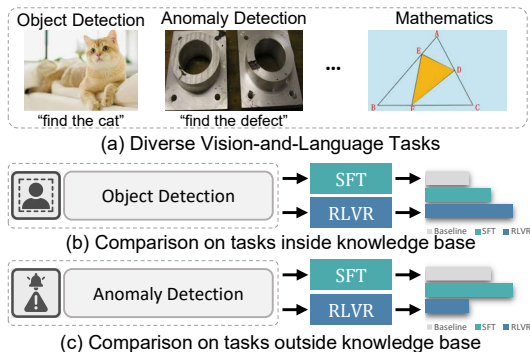 Object Detection
Anomaly Detection
Mathematics
...
A
E
D
B
F
C
"find the cat"
"find the defect"
(a) Diverse Vision-and-Language Tasks
Object Detection
SFT
RLVR
Baseline SFT RLVR
(b) Comparison on tasks inside knowledge base
Anomaly Detection
SFT
RLVR
Baseline SFT RLVR
(c) Comparison on tasks outside knowledge base